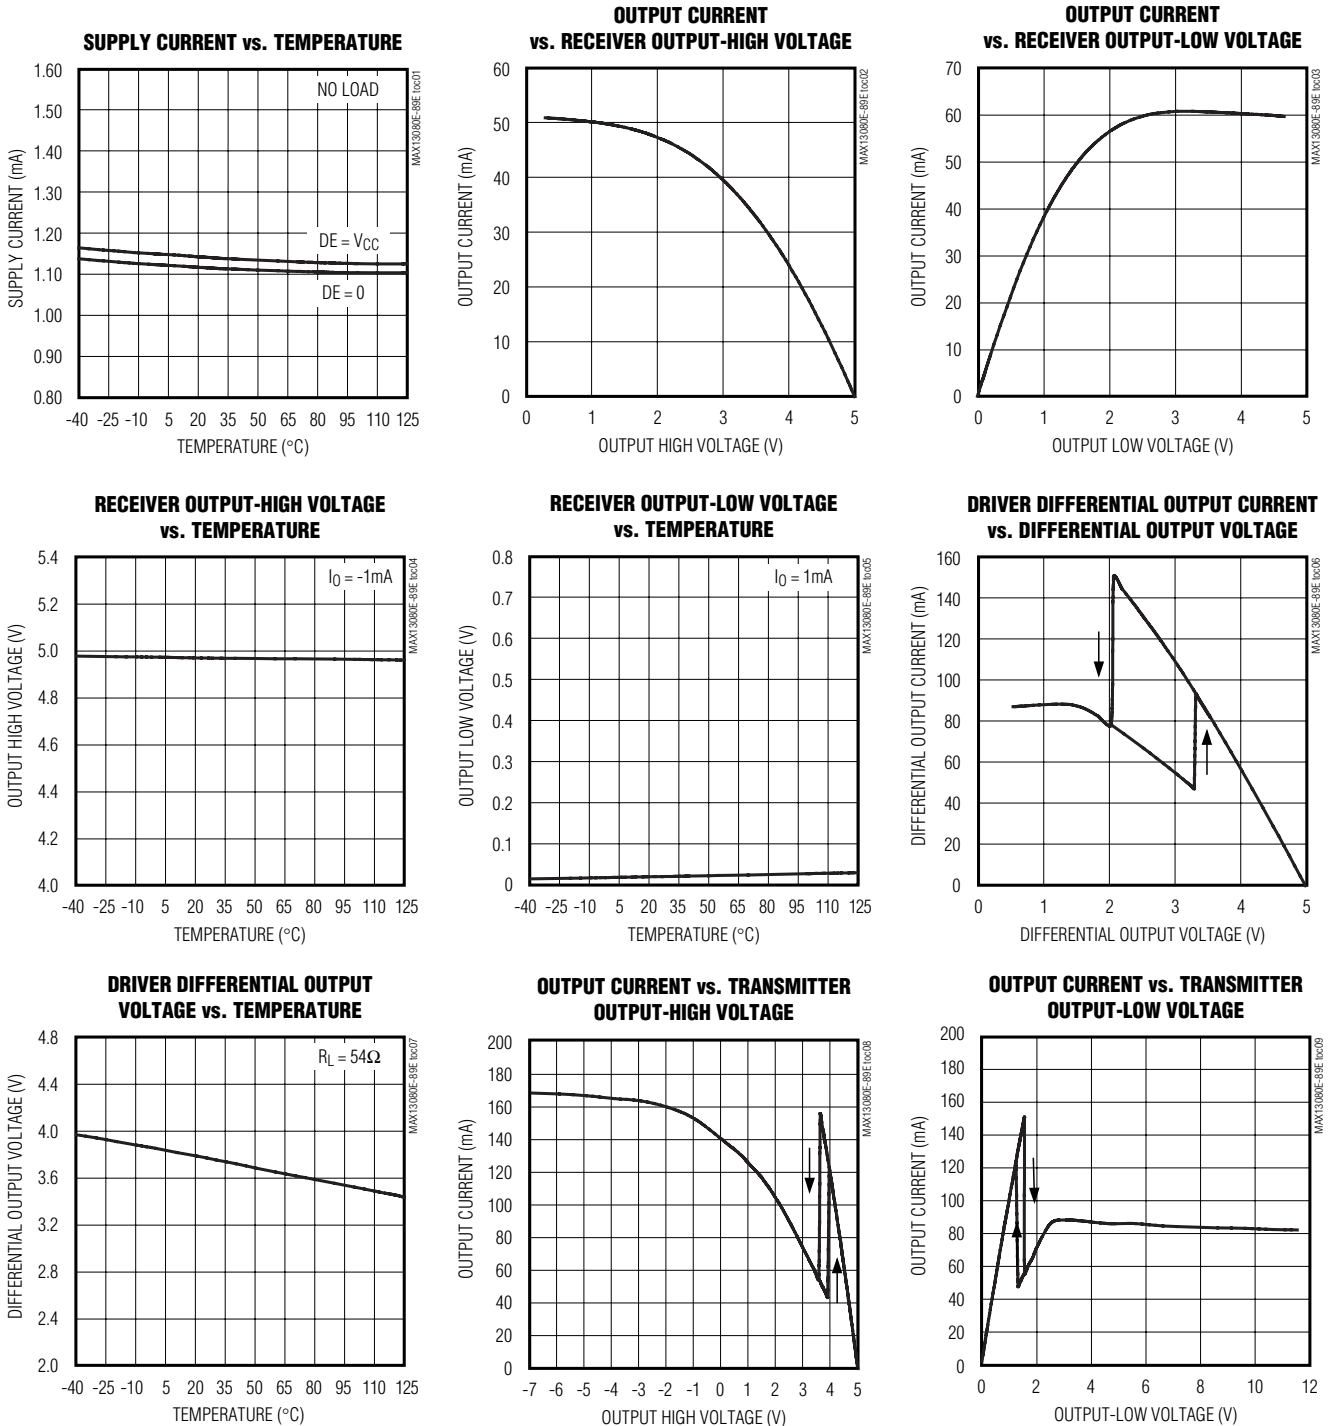 SUPPLY CURRENT vs. TEMPERATURE
1.60
1.50
1.40
1.30
1.20
1.10
1.00
0.90
0.80
SUPPLY CURRENT (mA)
NO LOAD
DE = VCC
DE = 0
-40 -25 -10 5 20 35 50 65 80 95 110 125
TEMPERATURE (°C)
MAX13080E-89E toc01
OUTPUT CURRENT
vs. RECEIVER OUTPUT-HIGH VOLTAGE
60
50
40
30
20
10
0
OUTPUT CURRENT (mA)
0 1 2 3 4 5
OUTPUT HIGH VOLTAGE (V)
MAX13080E-89E toc02
OUTPUT CURRENT
vs. RECEIVER OUTPUT-LOW VOLTAGE
70
60
50
40
30
20
10
0
OUTPUT CURRENT (mA)
0 1 2 3 4 5
OUTPUT LOW VOLTAGE (V)
MAX13080E-89E toc03
RECEIVER OUTPUT-HIGH VOLTAGE
vs. TEMPERATURE
5.4
5.2
5.0
4.8
4.6
4.4
4.2
4.0
OUTPUT HIGH VOLTAGE (V)
IO = -1mA
-40 -25 -10 5 20 35 50 65 80 95 110 125
TEMPERATURE (°C)
MAX13080E-89E toc04
RECEIVER OUTPUT-LOW VOLTAGE
vs. TEMPERATURE
0.8
0.7
0.6
0.5
0.4
0.3
0.2
0.1
0
OUTPUT LOW VOLTAGE (V)
IO = 1mA
-40 -25 -10 5 20 35 50 65 80 95 110 125
TEMPERATURE (°C)
MAX13080E-89E toc05
DRIVER DIFFERENTIAL OUTPUT CURRENT
vs. DIFFERENTIAL OUTPUT VOLTAGE
160
140
120
100
80
60
40
20
0
DIFFERENTIAL OUTPUT CURRENT (mA)
0 1 2 3 4 5
DIFFERENTIAL OUTPUT VOLTAGE (V)
MAX13080E-89E toc06
DRIVER DIFFERENTIAL OUTPUT
VOLTAGE vs. TEMPERATURE
4.8
4.4
4.0
3.6
3.2
2.8
2.4
2.0
DIFFERENTIAL OUTPUT VOLTAGE (V)
RL = 54Ω
-40 -25 -10 5 20 35 50 65 80 95 110 125
TEMPERATURE (°C)
MAX13080E-89E toc07
OUTPUT CURRENT vs. TRANSMITTER
OUTPUT-HIGH VOLTAGE
200
180
160
140
120
100
80
60
40
20
0
OUTPUT CURRENT (mA)
-7 -6 -5 -4 -3 -2 -1 0 1 2 3 4 5
OUTPUT HIGH VOLTAGE (V)
MAX13080E-89E toc08
OUTPUT CURRENT vs. TRANSMITTER
OUTPUT-LOW VOLTAGE
200
180
160
140
120
100
80
60
40
20
0
OUTPUT CURRENT (mA)
0 2 4 6 8 10 12
OUTPUT-LOW VOLTAGE (V)
MAX13080E-89E toc09